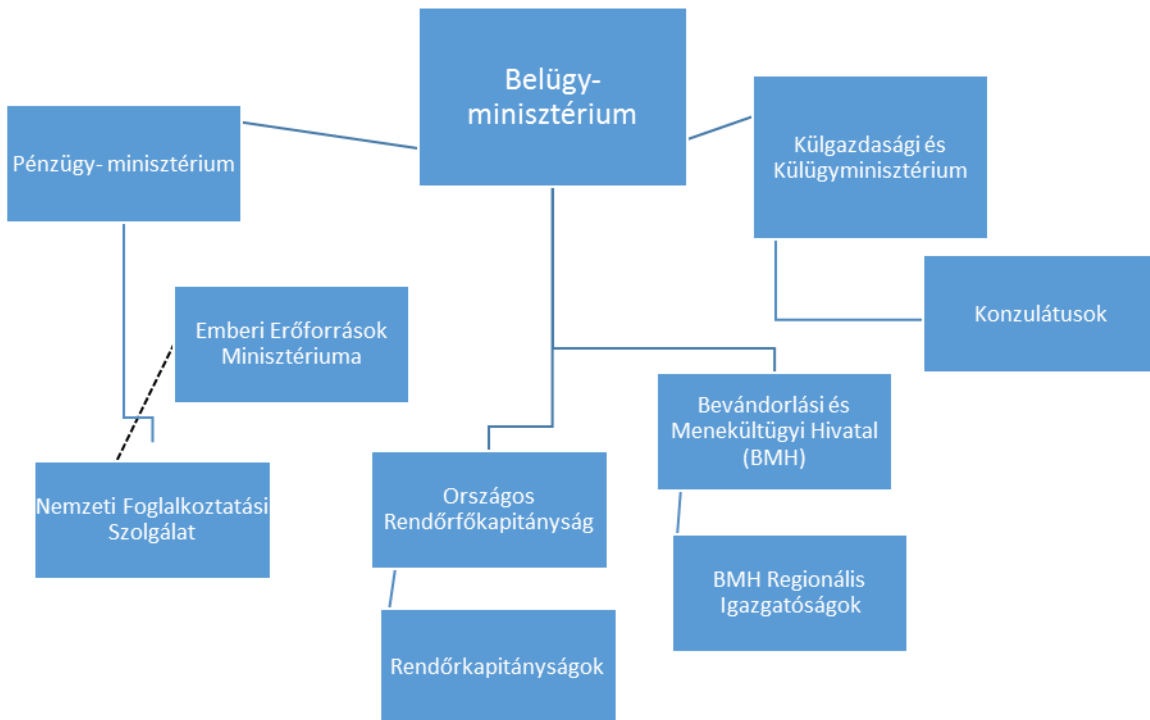 Belügy-
minisztérium
Pénzügy- minisztérium
Külgazdasági és
Külügyminisztérium
Emberi Erőforrások
Minisztériuma
Konzulátusok
Nemzeti Foglalkoztatási
Szolgálat
Országos
Rendőrfőkapitányság
Bevándorlási és
Menekültügyi Hivatal
(BMH)
BMH Regionális
Igazgatóságok
Rendőrkapitányságok